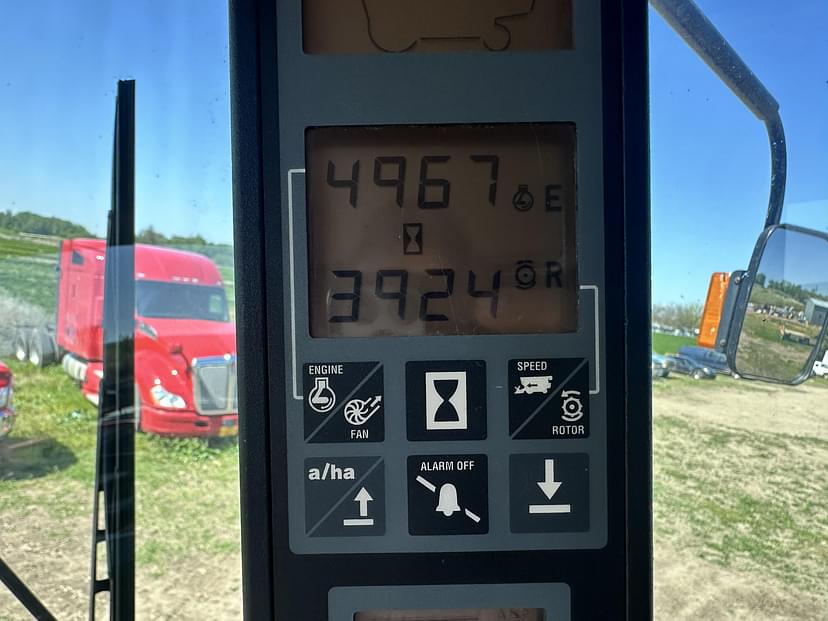 4967 E
3924 R
ENGINE
FAN
SPEED
ROTOR
a/ha
ALARM OFF